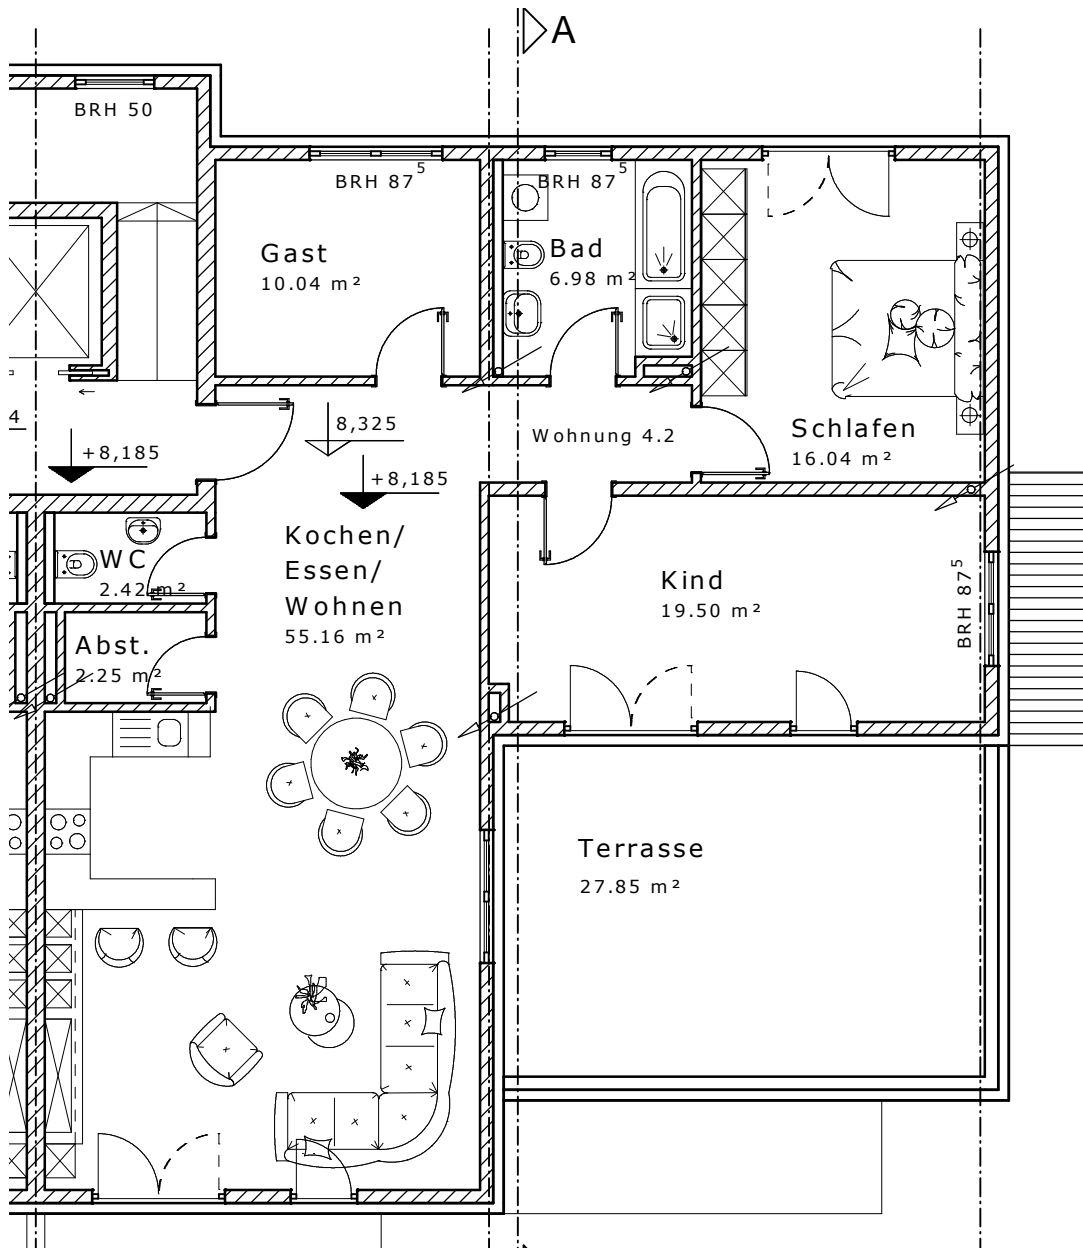 A
BRH 50
BRH 87⁵
BRH 87⁵
Gast
10.04 m²
Bad
6.98 m²
4
8,325
Wohnung 4.2
Schlafen
16.04 m²
+8,185
+8,185
Kochen/
Essen/
Wohnen
55.16 m²
WC
2.42 m²
Kind
19.50 m²
BRH 87⁵
Abst.
2.25 m²
Terrasse
27.85 m²